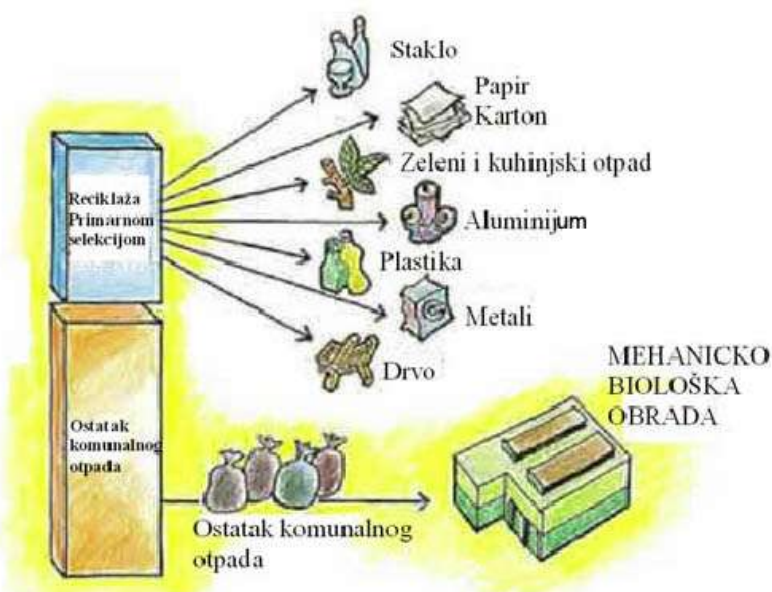 Staklo
Papir
Karton
Zeleni i kuhinjski otpad
Aluminijum
Plastika
Metali
Drvo
Reciklaža
Primarnom
selekcijom
Ostatak
komunalnog
otpada
Ostatak komunalnog
otpada
MEHANICKO
BIOLOŠKA
OBRADA